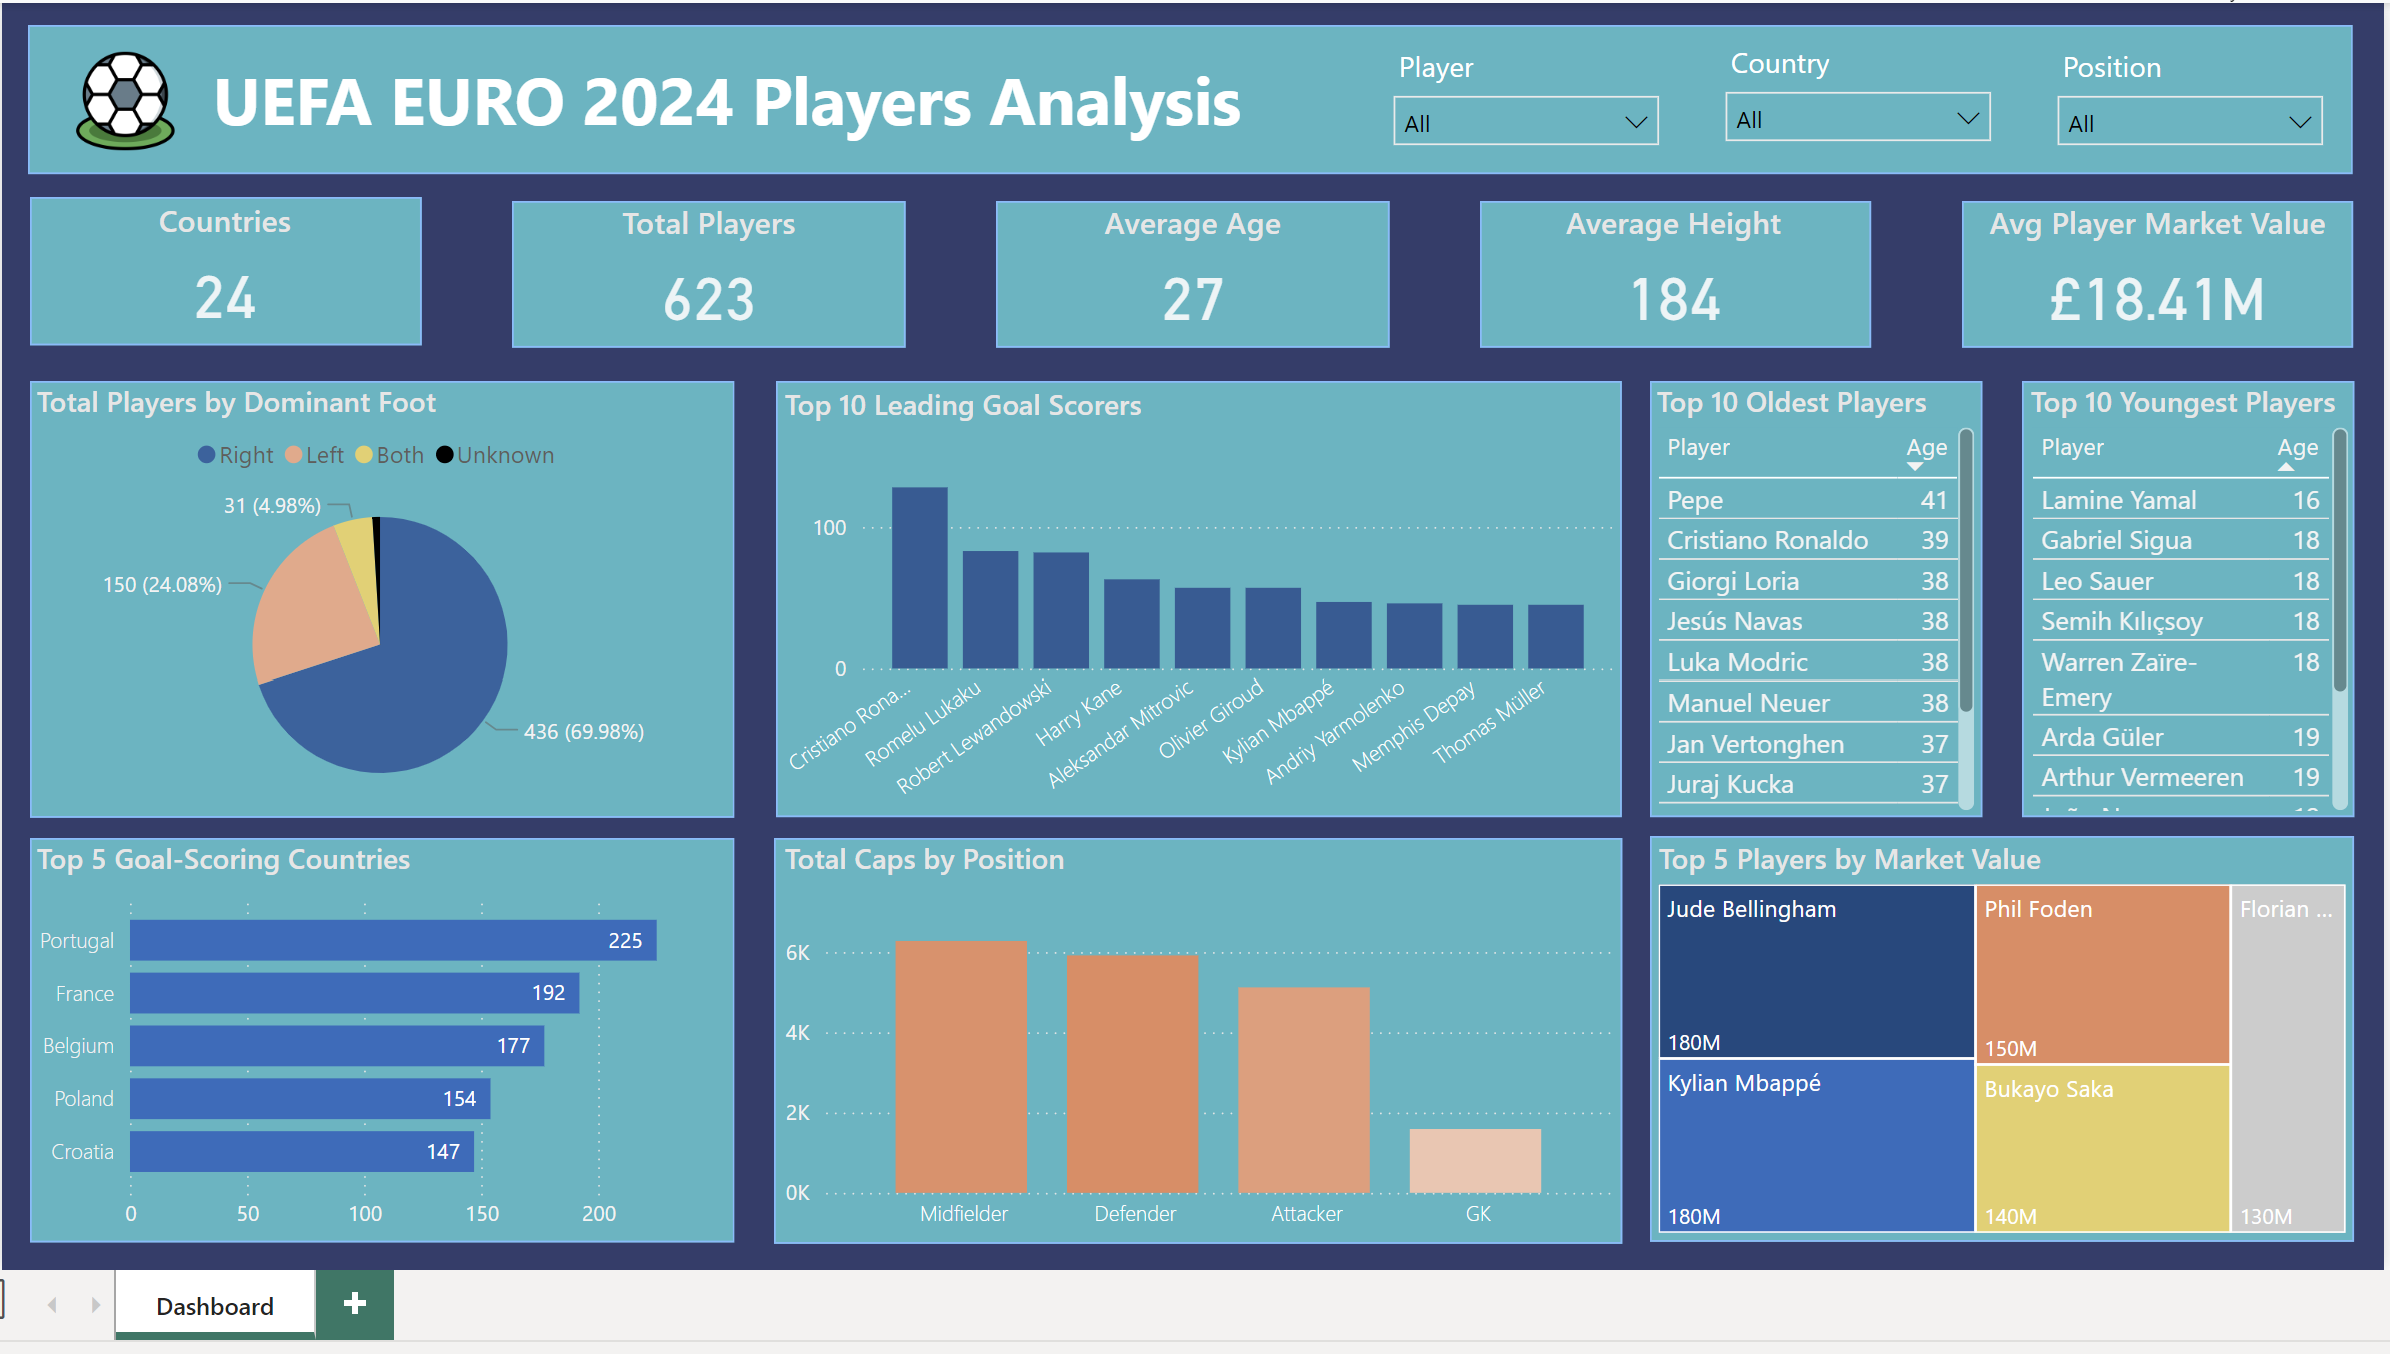 UEFA EURO 2024 Players Analysis
Player
All
Country
All
Position
All
Countries
24
Total Players
623
Average Age
27
Average Height
184
Avg Player Market Value
£18.41M
Total Players by Dominant Foot
Right Left Both Unknown
31 (4.98%)
150 (24.08%)
436 (69.98%)
Top 10 Leading Goal Scorers
100
0
Cristiano Rona...
Romelu Lukaku
Robert Lewandowski
Harry Kane
Aleksandar Mitrovic
Olivier Giroud
Kylian Mbappé
Andriy Yarmolenko
Memphis Depay
Thomas Müller
Top 10 Oldest Players
Player Age
Pepe 41
Cristiano Ronaldo 39
Giorgi Loria 38
Jesús Navas 38
Luka Modric 38
Manuel Neuer 38
Jan Vertonghen 37
Juraj Kucka 37
Top 10 Youngest Players
Player Age
Lamine Yamal 16
Gabriel Sigua 18
Leo Sauer 18
Semih Kılıçsoy 18
Warren Zaïre- 18
Emery
Arda Güler 19
Arthur Vermeeren 19
Top 5 Goal-Scoring Countries
Portugal 225
France 192
Belgium 177
Poland 154
Croatia 147
0 50 100 150 200
Total Caps by Position
6K
4K
2K
0K
Midfielder Defender Attacker GK
Top 5 Players by Market Value
Jude Bellingham
180M
Kylian Mbappé
180M
Phil Foden
150M
Bukayo Saka
140M
Florian ...
130M
Dashboard